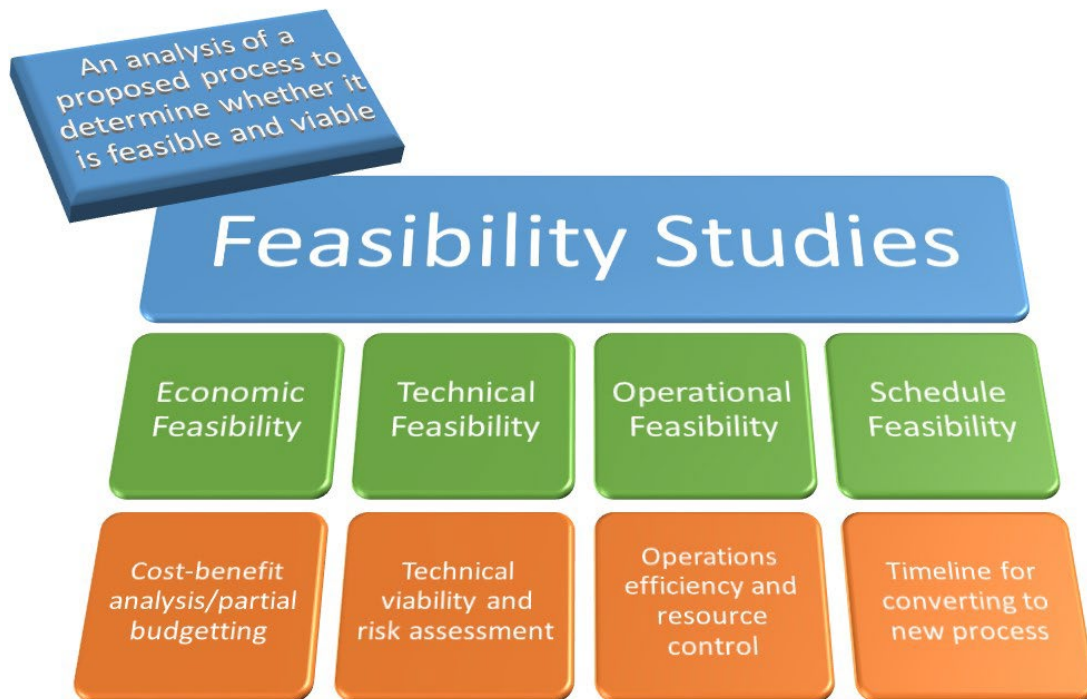 An analysis of a
proposed process to
determine whether it
is feasible and viable
Feasibility Studies
Economic
Feasibility
Technical
Feasibility
Operational
Feasibility
Schedule
Feasibility
Cost-benefit
analysis/partial
budgetting
Technical
viability and
risk assessment
Operations
efficiency and
resource
control
Timeline for
converting to
new process